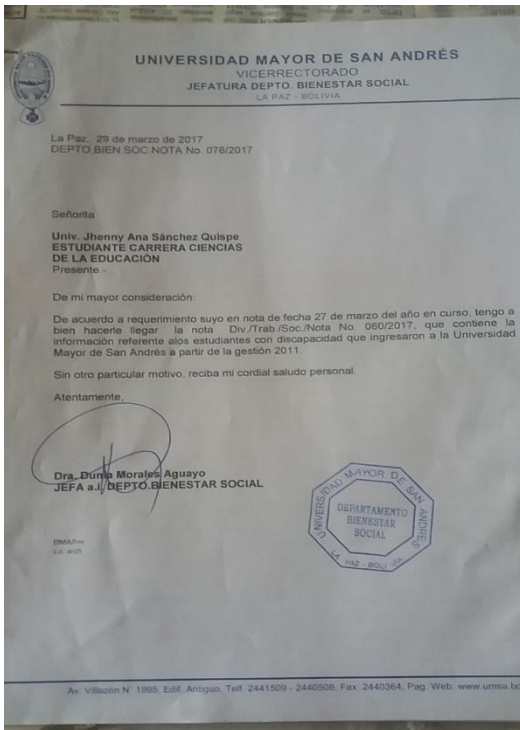 UNIVERSIDAD MAYOR DE SAN ANDRÉS
VICERRECTORADO
JEFATURA DEPTO. BIENESTAR SOCIAL
LA PAZ - BOLIVIA
La Paz, 29 de marzo de 2017
DEPTO.BIEN.SOC.NOTA No. 076/2017
Señorita
Univ. Jhenny Ana Sánchez Quispe
ESTUDIANTE CARRERA CIENCIAS
DE LA EDUCACIÓN
Presente.-
De mi mayor consideración:
De acuerdo a requerimiento suyo en nota de fecha 27 de marzo del año en curso, tengo a
bien hacerle llegar la nota Div./Trab./Soc./Nota No. 060/2017, que contiene la
información referente alos estudiantes con discapacidad que ingresaron a la Universidad
Mayor de San Andrés a partir de la gestión 2011.
Sin otro particular motivo, reciba mi cordial saludo personal.
Atentamente,
Dra. Dunia Morales Aguayo
JEFA a.i. DEPTO.BIENESTAR SOCIAL
UNIVERSIDAD MAYOR DE SAN ANDRES
DEPARTAMENTO
BIENESTAR
SOCIAL
LA PAZ - BOLIVIA
c.c. arch.
Av. Villazón N° 1995, Edif. Antiguo, Telf. 2441509 - 2440508, Fax. 2440364, Pag. Web: www.umsa.bo